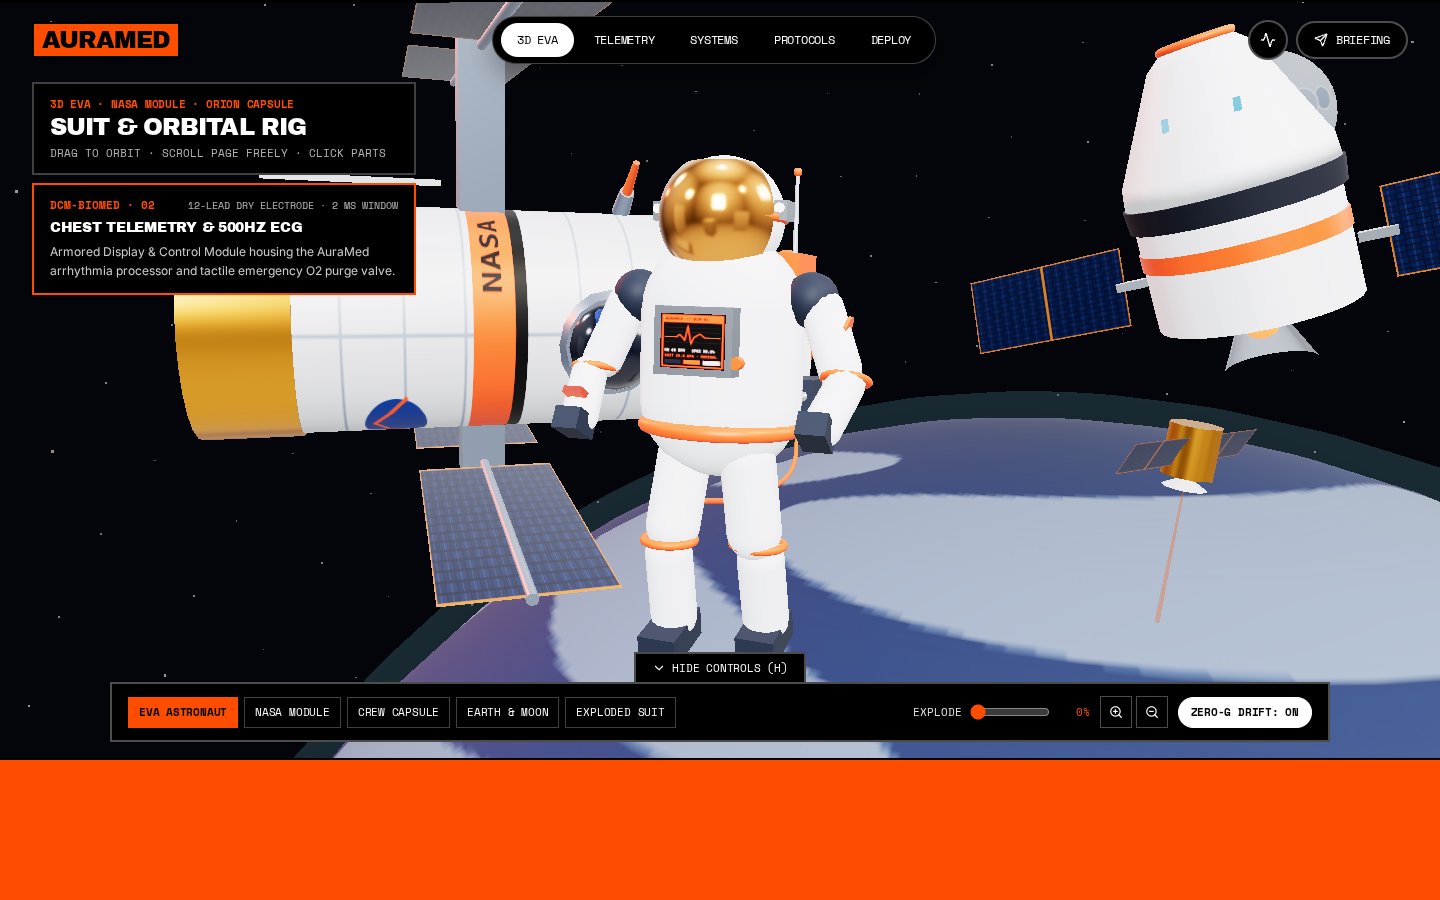 AURAMED
3D EVA
TELEMETRY
SYSTEMS
PROTOCOLS
DEPLOY
BRIEFING
3D EVA · NASA MODULE · ORION CAPSULE
SUIT & ORBITAL RIG
DRAG TO ORBIT · SCROLL PAGE FREELY · CLICK PARTS
DCM-BIOMED · 02
12-LEAD DRY ELECTRODE · 2 MS WINDOW
CHEST TELEMETRY & 500HZ ECG
Armored Display & Control Module housing the AuraMed
arrhythmia processor and tactile emergency O2 purge valve.
NASA
HIDE CONTROLS (H)
EVA ASTRONAUT
NASA MODULE
CREW CAPSULE
EARTH & MOON
EXPLODED SUIT
EXPLODE
0%
ZERO-G DRIFT: ON